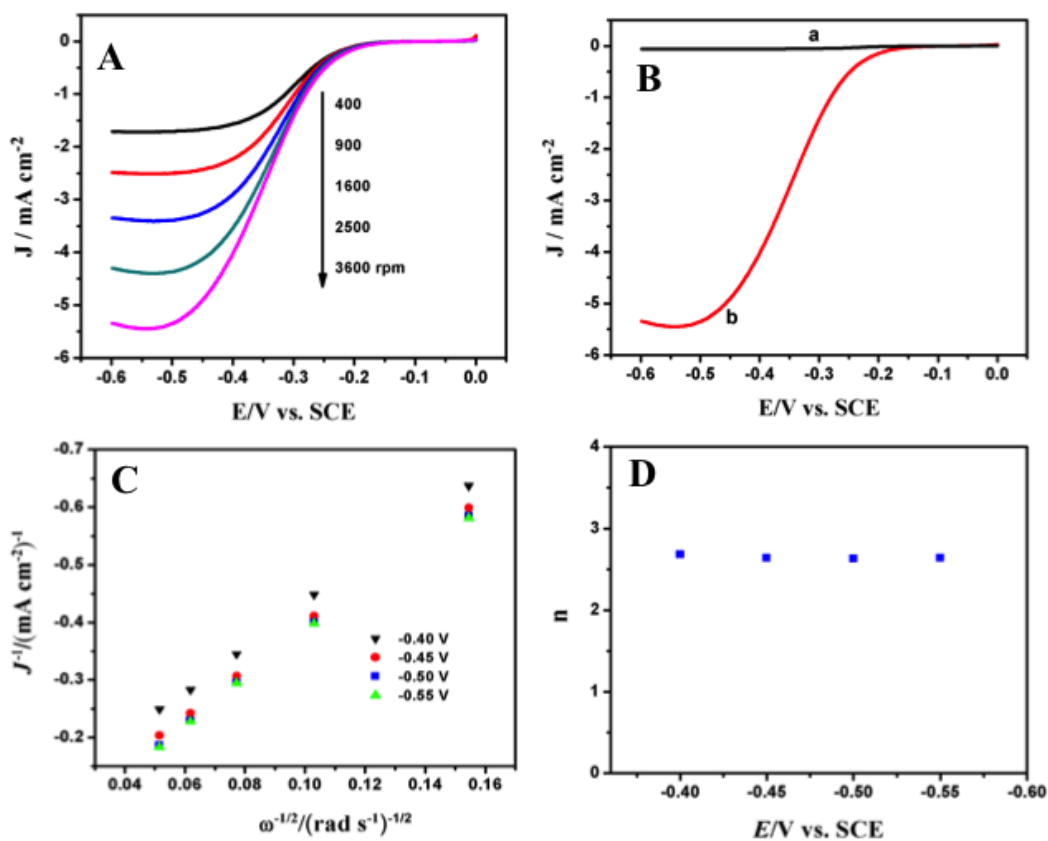 A
0
-1
-2
-3
-4
-5
-6
J / mA cm⁻²
400
900
1600
2500
3600 rpm
-0.6 -0.5 -0.4 -0.3 -0.2 -0.1 0.0
E/V vs. SCE
B
a
b
0
-1
-2
-3
-4
-5
-6
J / mA cm⁻²
-0.6 -0.5 -0.4 -0.3 -0.2 -0.1 0.0
E/V vs. SCE
C
-0.7
-0.6
-0.5
-0.4
-0.3
-0.2
J⁻¹/(mA cm⁻²)⁻¹
-0.40 V
-0.45 V
-0.50 V
-0.55 V
0.04 0.06 0.08 0.10 0.12 0.14 0.16
ω⁻¹/²/(rad s⁻¹)⁻¹/²
D
4
3
2
1
0
n
-0.40 -0.45 -0.50 -0.55 -0.60
E/V vs. SCE